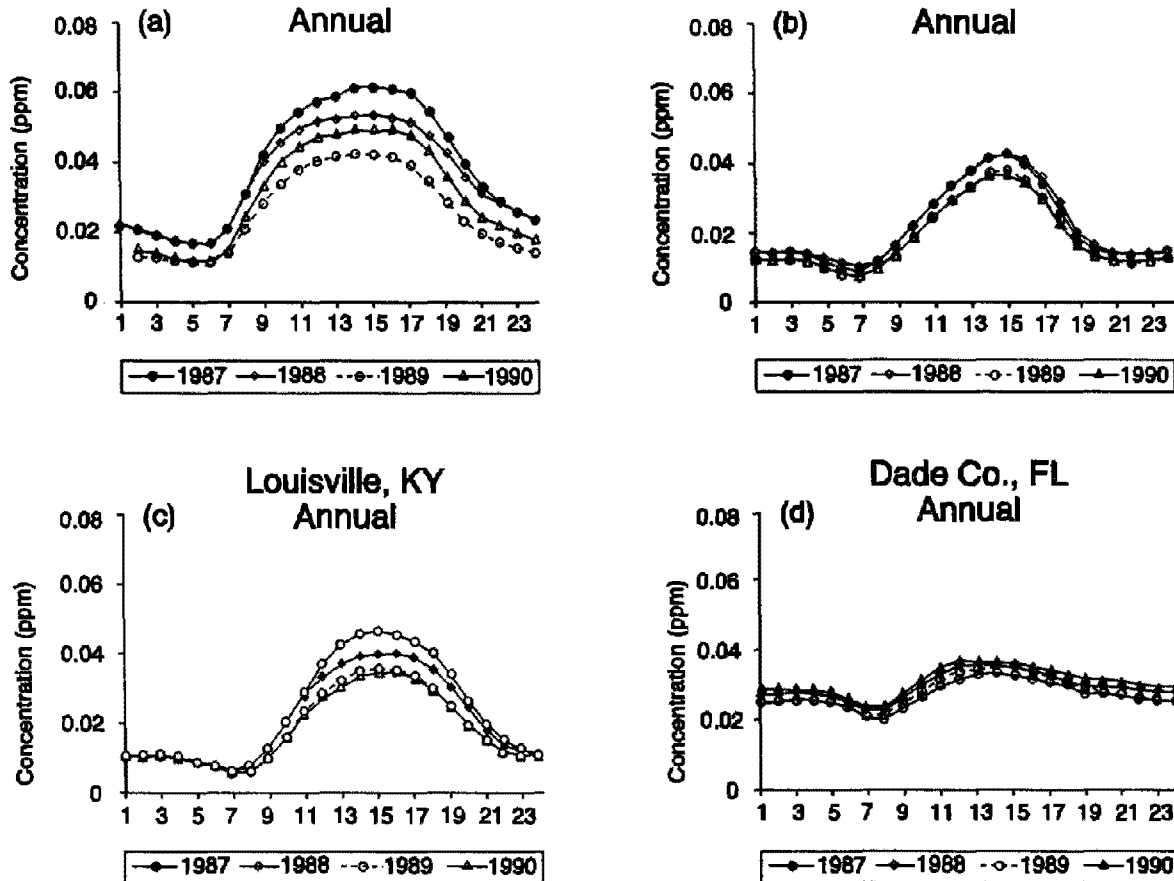 (a) Annual
0.08
0.06
0.04
0.02
0
Concentration (ppm)
1 3 5 7 9 11 13 15 17 19 21 23
1987 1988 1989 1990
(b) Annual
0.08
0.06
0.04
0.02
0
Concentration (ppm)
1 3 5 7 9 11 13 15 17 19 21 23
1987 1988 1989 1990
Louisville, KY
(c) Annual
0.08
0.06
0.04
0.02
0
Concentration (ppm)
1 3 5 7 9 11 13 15 17 19 21 23
1987 1988 1989 1990
Dade Co., FL
(d) Annual
0.08
0.06
0.04
0.02
0
Concentration (ppm)
1 3 5 7 9 11 13 15 17 19 21 23
1987 1988 1989 1990